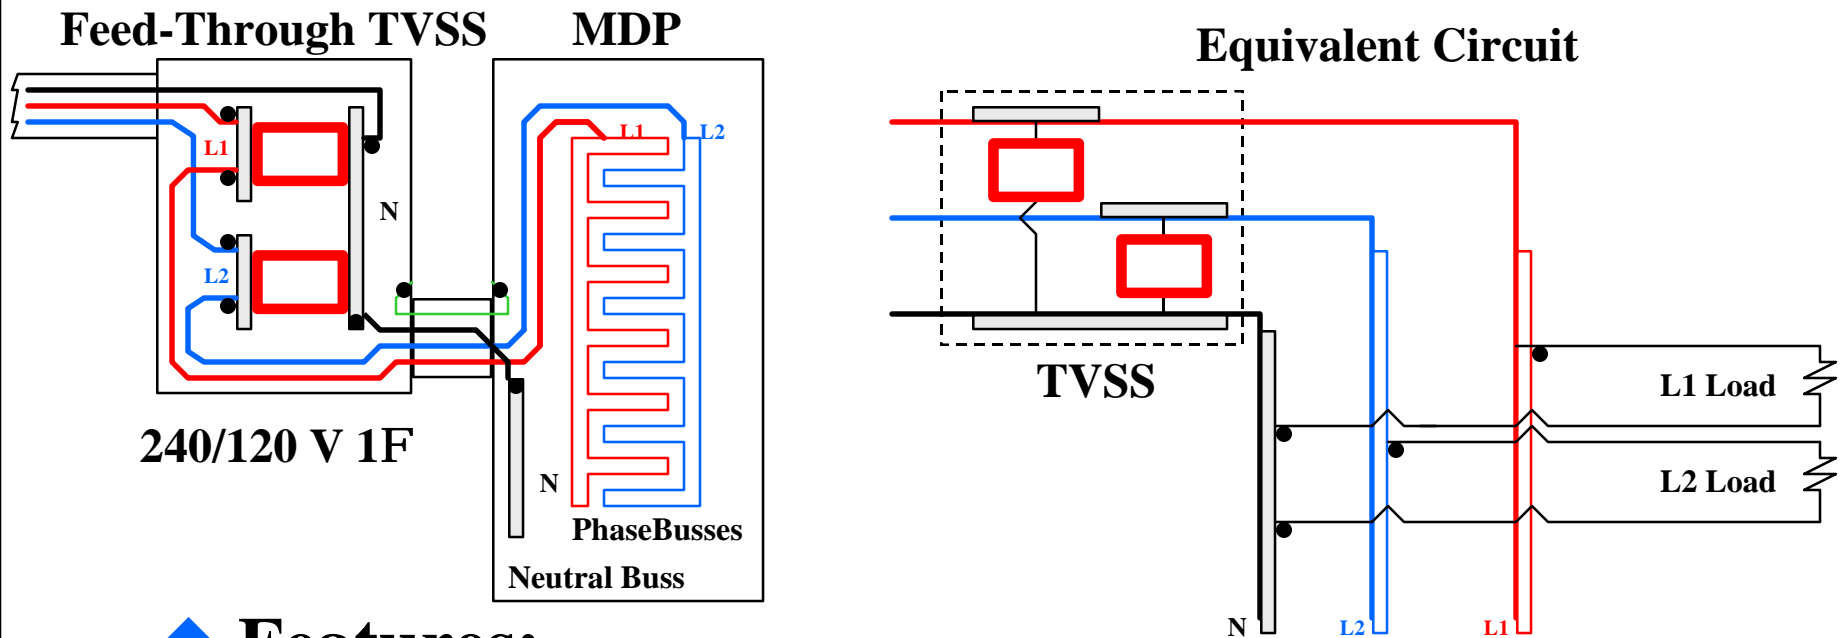 Feed-Through TVSS
MDP
Equivalent Circuit
L1
L2
L1
N
L2
TVSS
240/120 V 1F
L1 Load
N
L2 Load
PhaseBusses
Neutral Buss
N
L2
L1
Features: